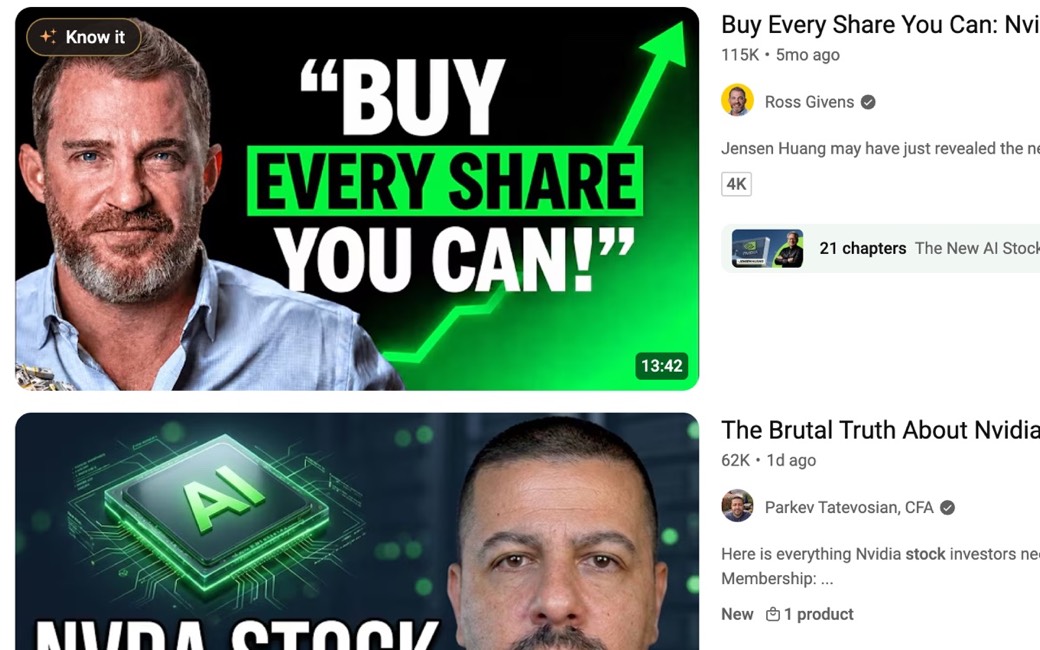 Know it
“BUY
EVERY SHARE
YOU CAN!”
13:42
Buy Every Share You Can: Nvi
115K • 5mo ago
Ross Givens
Jensen Huang may have just revealed the ne
4K
21 chapters The New AI Stock
AI
NVDA STOCK
The Brutal Truth About Nvidia
62K • 1d ago
Parkev Tatevosian, CFA
Here is everything Nvidia stock investors nee
Membership: ...
New 1 product